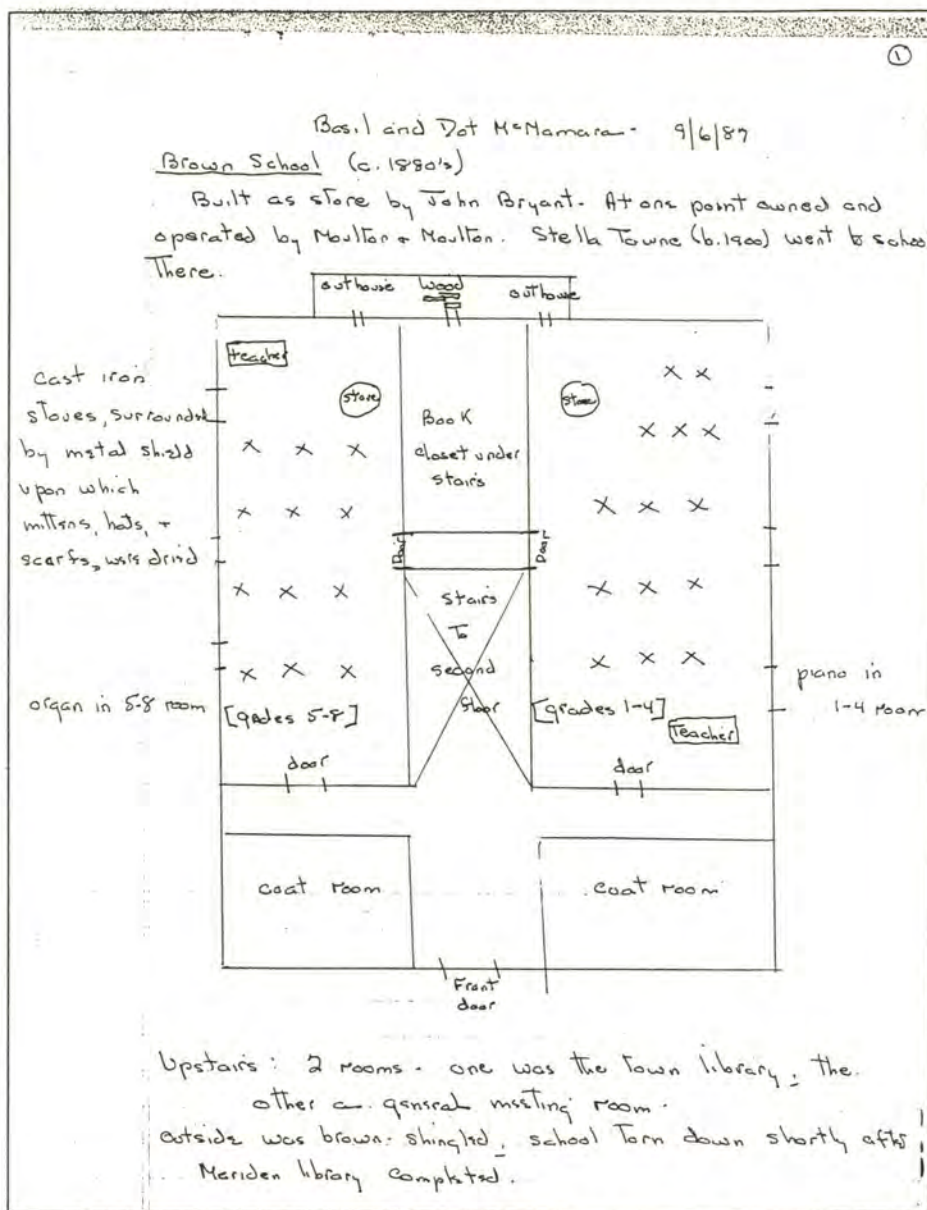 1
Basil and Dot McNamara - 9/6/87
Brown School (c. 1880's)
Built as store by John Bryant. At one point owned and
operated by Moulton + Moulton. Stella Towne (b.1900) went to schoo
There.
outhouse wood outhouse
teacher
stove
stove
cast iron
stoves, surrounded
by metal shield
upon which
mittens, hats, +
scarfs, were dried
Book
closet under
stairs
Door
Door
stairs
To
second
floor
organ in 5-8 room
[grades 5-8]
[grades 1-4]
Teacher
piano in
1-4 room
door
door
coat room
coat room
Front
door
Upstairs: 2 rooms - one was the Town library; the
other a general meeting room.
outside was brown-shingled; school Torn down shortly after
Meriden library completed.